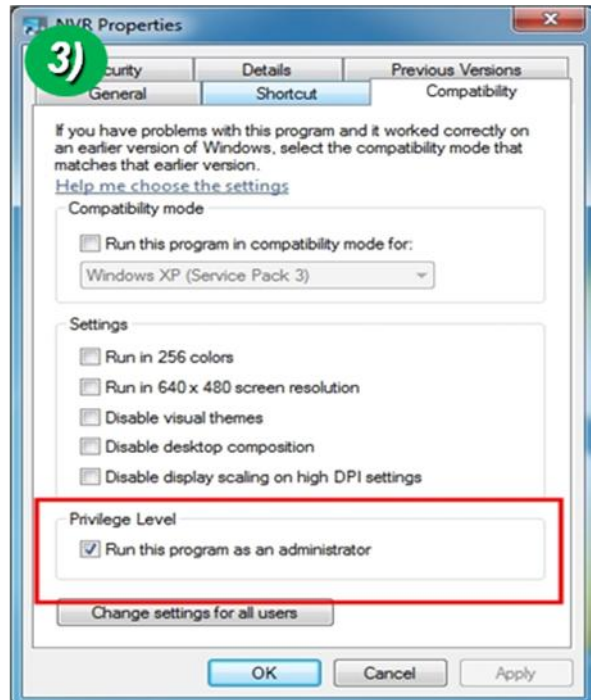 NVR Properties
3)
Details
Previous Versions
General
Shortcut
Compatibility
If you have problems with this program and it worked correctly on
an earlier version of Windows, select the compatibility mode that
matches that earlier version.
Help me choose the settings
Compatibility mode
Run this program in compatibility mode for:
Windows XP (Service Pack 3)
Settings
Run in 256 colors
Run in 640 x 480 screen resolution
Disable visual themes
Disable desktop composition
Disable display scaling on high DPI settings
Privilege Level
Run this program as an administrator
Change settings for all users
OK
Cancel
Apply